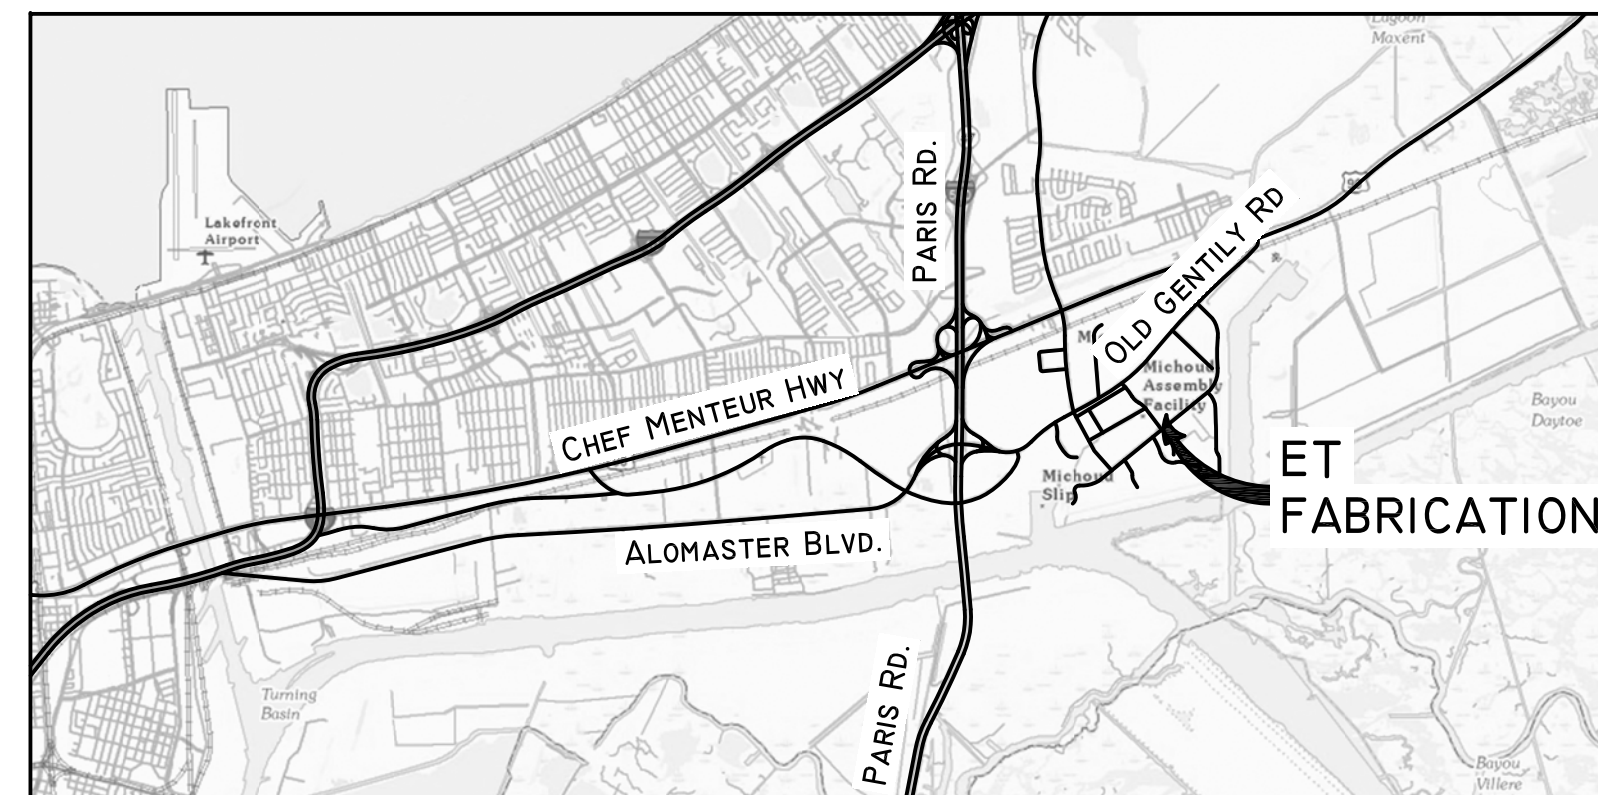 Lagoon
Maxent
PARIS RD.
90
Lakefront
Airport
OLD GENTILY RD
CHEF MENTEUR HWY
Michoud
Assembly
Facility
Bayou
Daytoe
ET
FABRICATION
Michoud
Slip
ALOMASTER BLVD.
PARIS RD.
Turning
Basin
Bayou
Villere